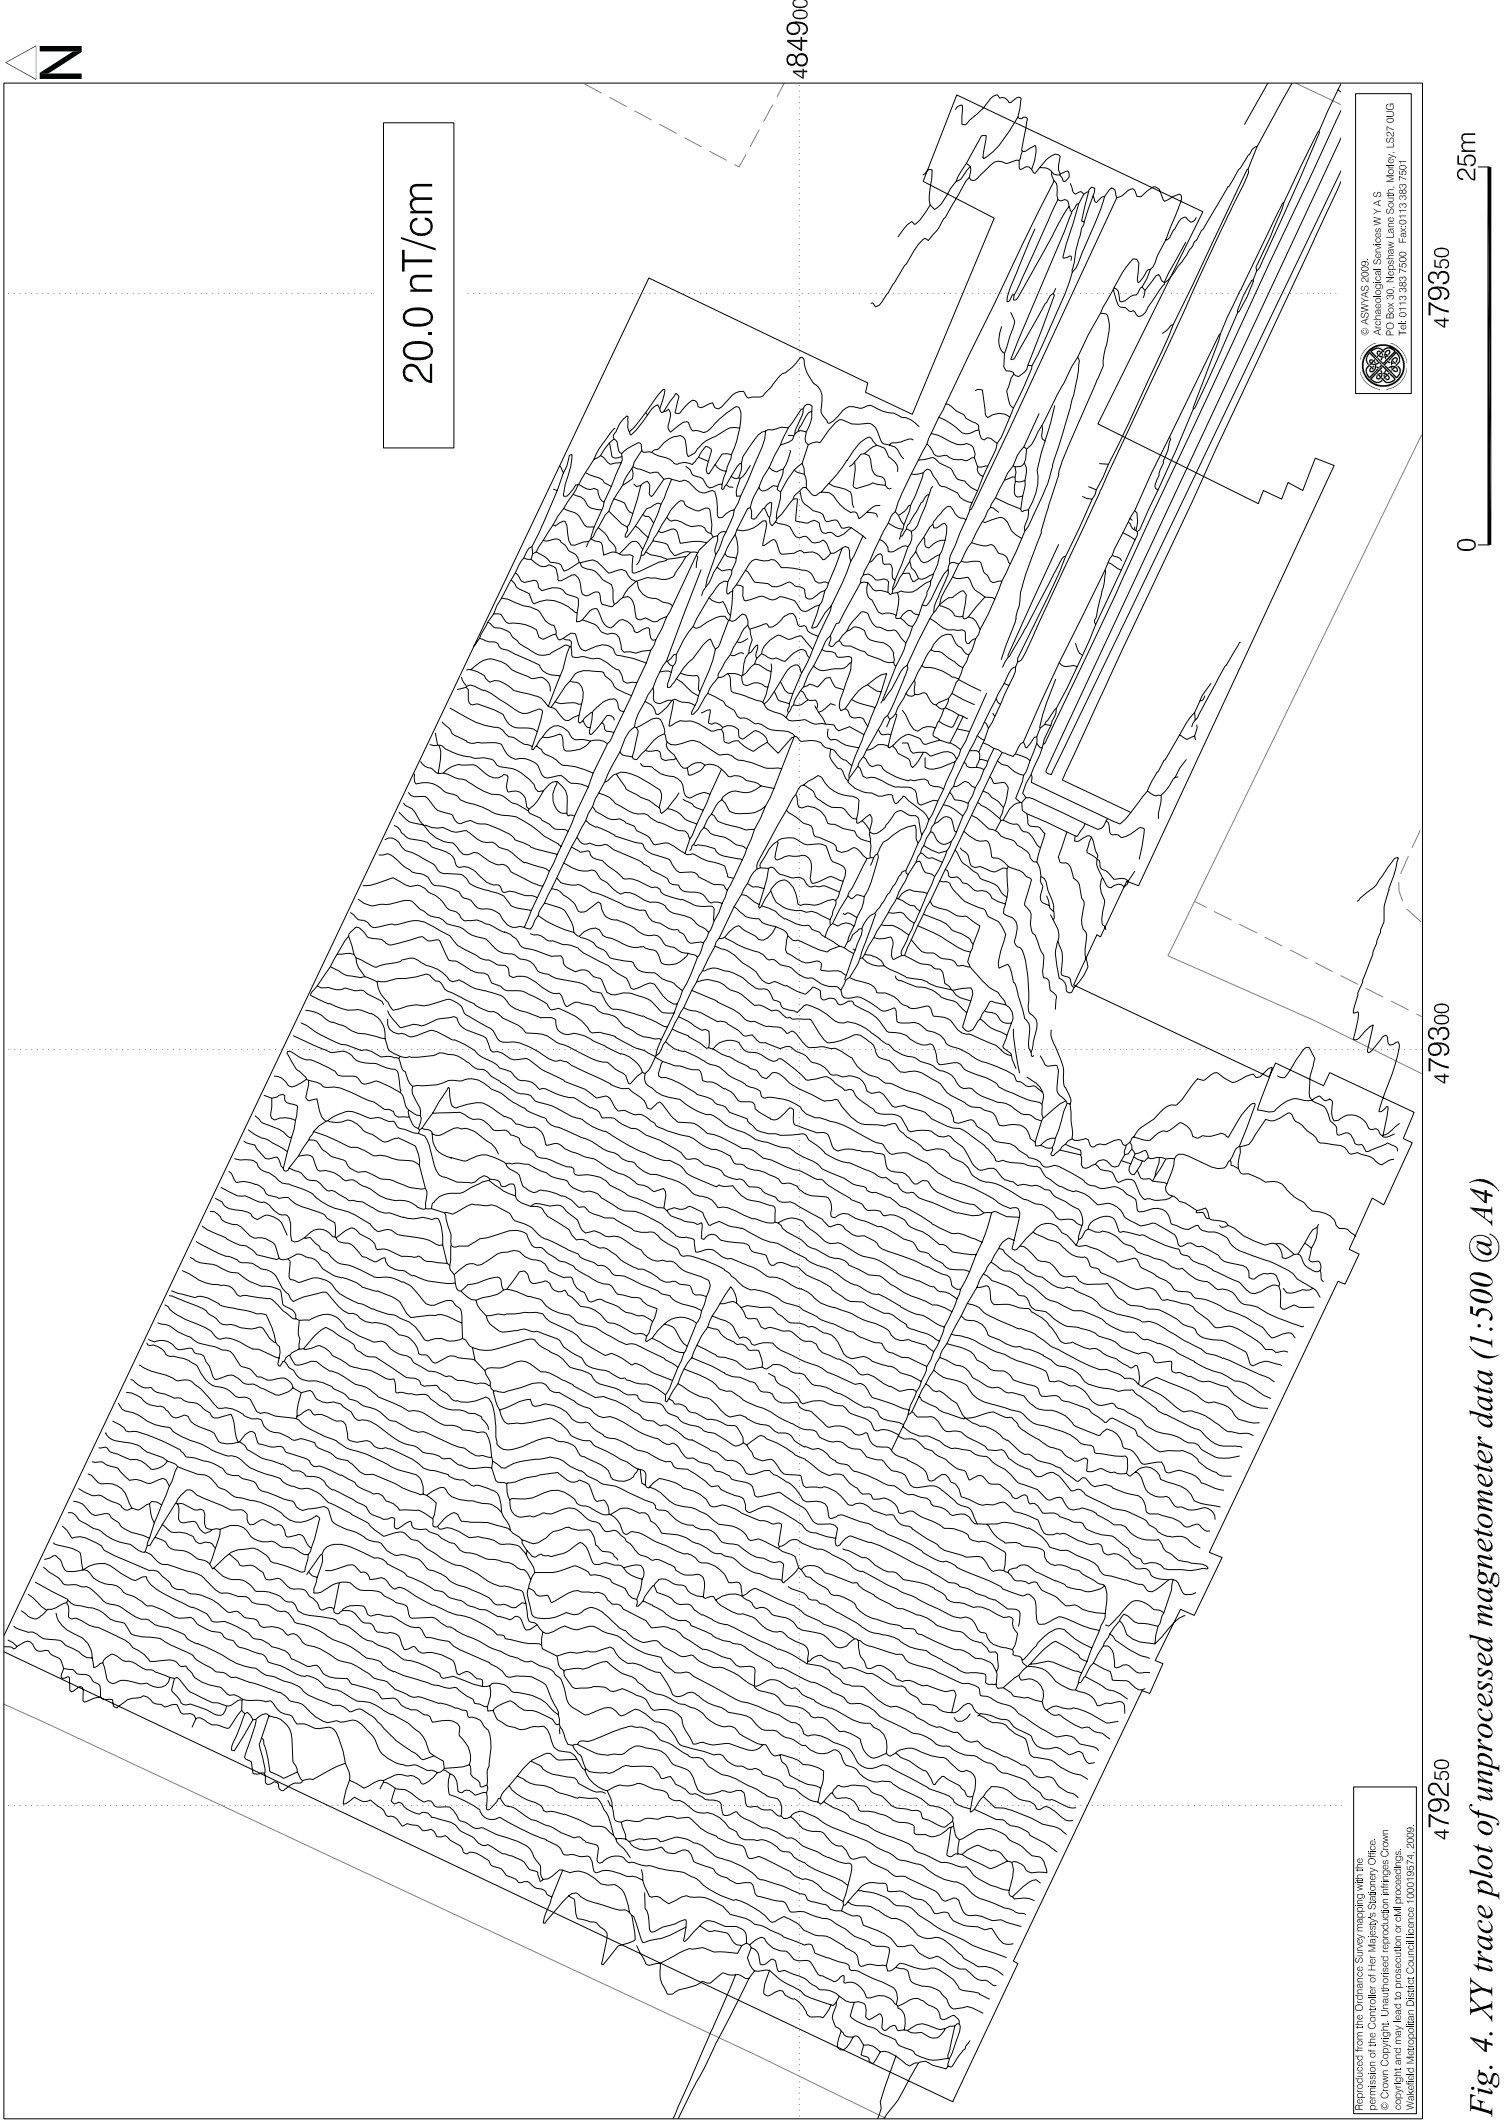 N
20.0 nT/cm
484900
479250
479300
479350
Reproduced from the Ordnance Survey mapping with the
permission of the Controller of Her Majesty's Stationery Office.
© Crown Copyright. Unauthorised reproduction infringes Crown
copyright and may lead to prosecution or civil proceedings.
Wakefield Metropolitan District Council licence 100019574, 2009.
© ASWYAS 2009.
Archaeological Services W Y A S
PO Box 30, Nepshaw Lane South, Morley, LS27 0UG
Tel: 0113 383 7500 Fax:0113 383 7501
0
25m
Fig. 4. XY trace plot of unprocessed magnetometer data (1:500 @ A4)